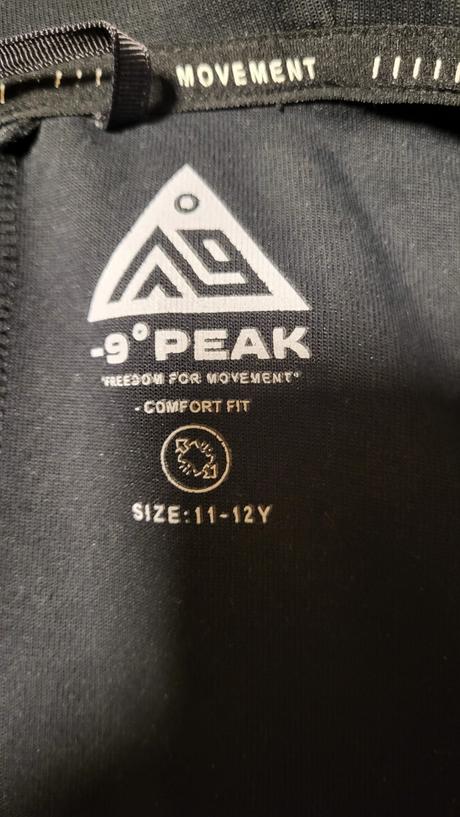 MOVEMENT
-9°PEAK
"FREEDOM FOR MOVEMENT"
- COMFORT FIT
SIZE:11-12Y